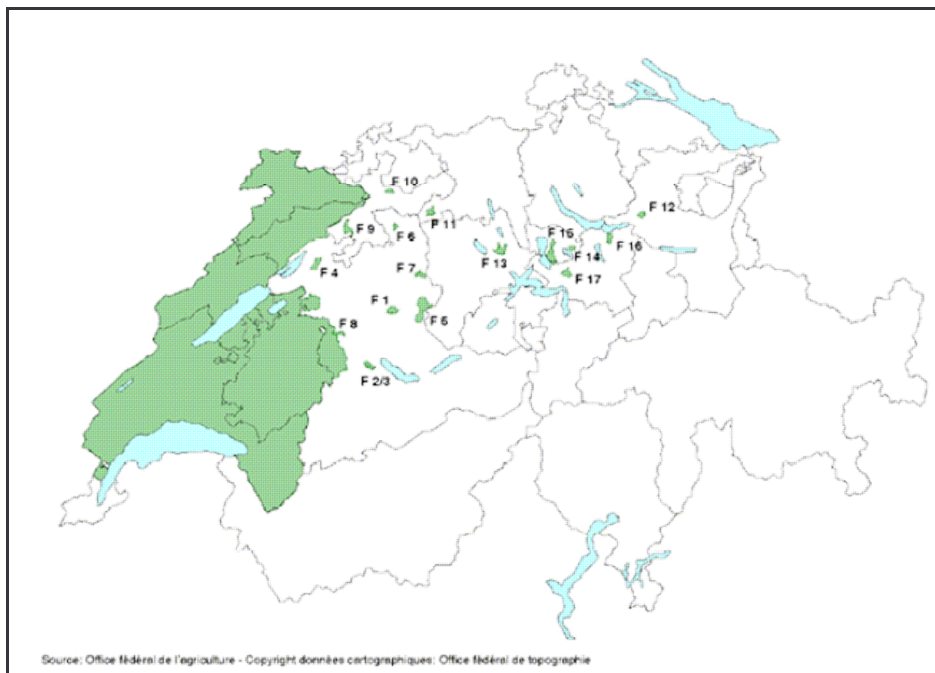 F 10
F 12
F 11
F 9
F 6
F 15
F 16
F 14
F 13
F 4
F 7
F 17
F 1
F 5
F 8
F 2/3
Source: Office fédéral de l'agriculture - Copyright données cartographiques: Office fédéral de topographie